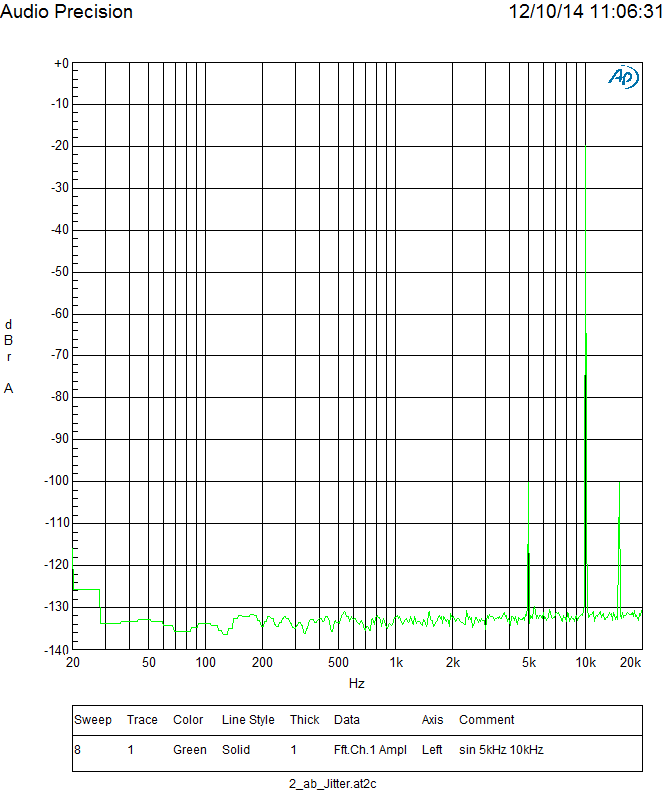 Audio Precision 12/10/14 11:06:31
Ap
+0
-10
-20
-30
-40
-50
-60
-70
-80
-90
-100
-110
-120
-130
-140
d
B
r
A
20 50 100 200 500 1k 2k 5k 10k 20k
Hz
Sweep Trace Color Line Style Thick Data Axis Comment
8 1 Green Solid 1 Fft.Ch.1 Ampl Left sin 5kHz 10kHz
2_ab_Jitter.at2c